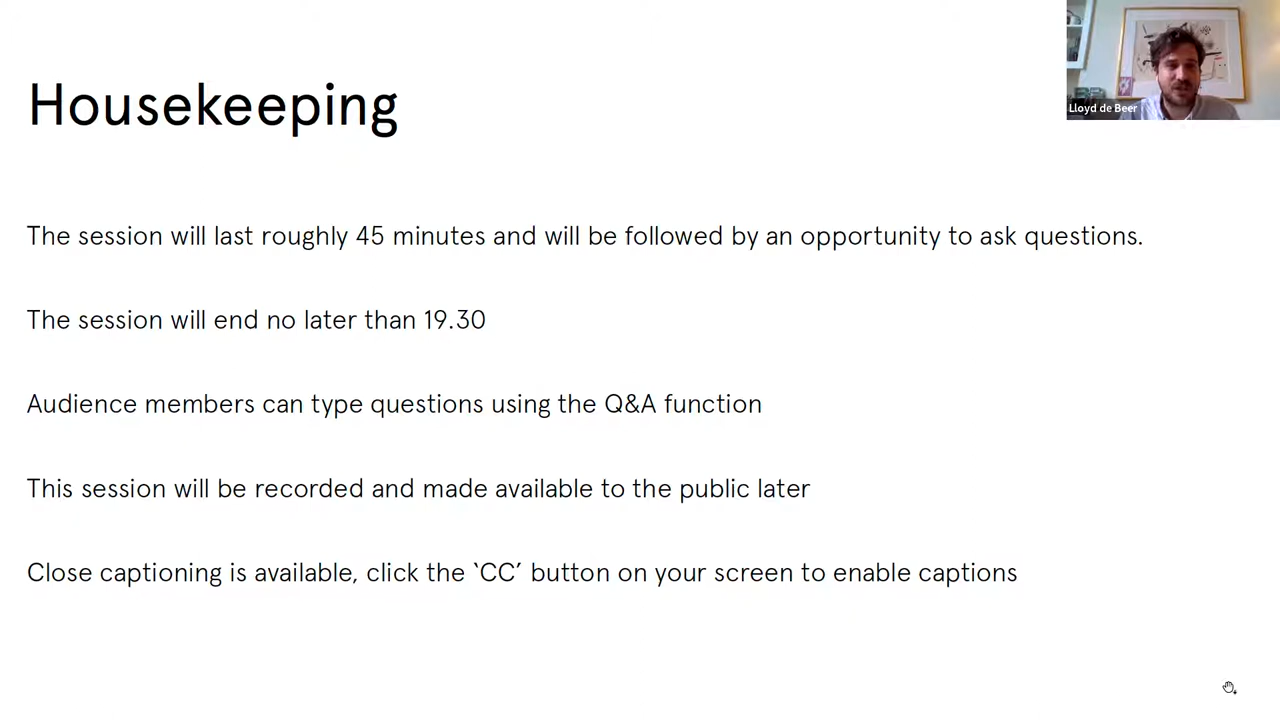 Housekeeping
Lloyd de Beer
The session will last roughly 45 minutes and will be followed by an opportunity to ask questions.
The session will end no later than 19.30
Audience members can type questions using the Q&A function
This session will be recorded and made available to the public later
Close captioning is available, click the ‘CC’ button on your screen to enable captions